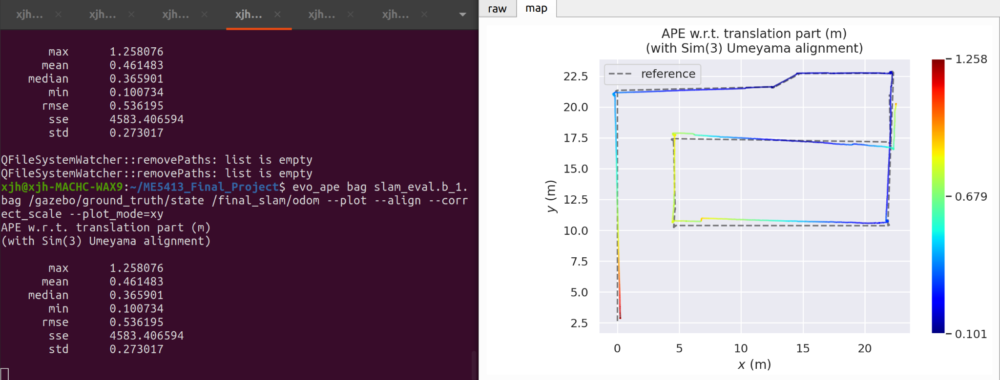 xjh... × xjh... × xjh... × xjh... × xjh... × xjh... ×
max 1.258076
mean 0.461483
median 0.365901
min 0.100734
rmse 0.536195
sse 4583.406594
std 0.273017
QFileSystemWatcher::removePaths: list is empty
QFileSystemWatcher::removePaths: list is empty
xjh@xjh-MACHC-WAX9:~/ME5413_Final_Project$ evo_ape bag slam_eval.b_1.
bag /gazebo/ground_truth/state /final_slam/odom --plot --align --corr
ect_scale --plot_mode=xy
APE w.r.t. translation part (m)
(with Sim(3) Umeyama alignment)
max 1.258076
mean 0.461483
median 0.365901
min 0.100734
rmse 0.536195
sse 4583.406594
std 0.273017
raw map
APE w.r.t. translation part (m)
(with Sim(3) Umeyama alignment)
reference
22.5
20.0
17.5
15.0
12.5
10.0
7.5
5.0
2.5
y (m)
0 5 10 15 20
x (m)
1.258
0.679
0.101